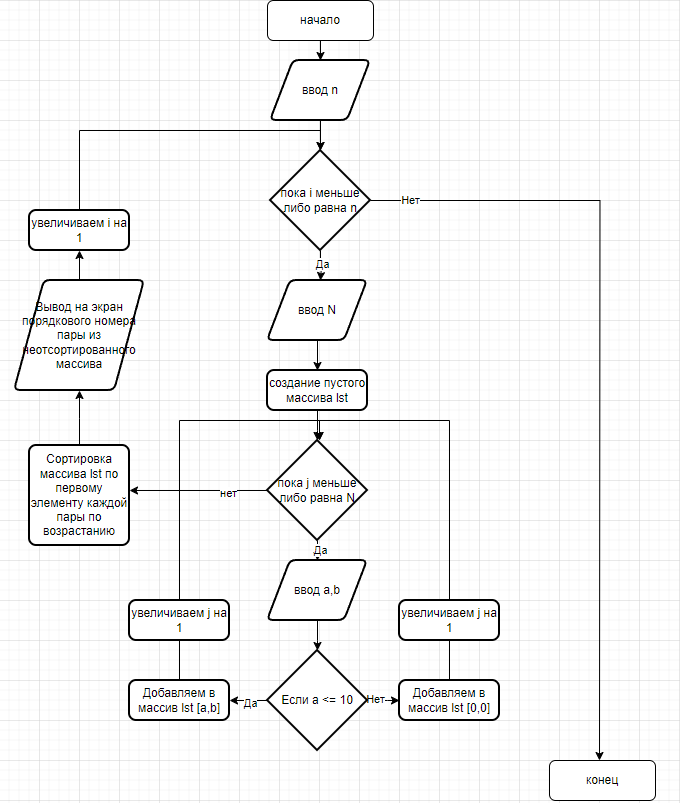 начало
ввод n
пока i меньше
либо равна n
Нет
увеличиваем i на
1
Да
ввод N
Вывод на экран
порядкового номера
пары из
неотсортированного
массива
создание пустого
массива lst
Сортировка
массива lst по
первому
элементу каждой
пары по
возрастанию
нет
пока j меньше
либо равна N
Да
ввод a,b
увеличиваем j на
1
увеличиваем j на
1
Добавляем в
массив lst [a,b]
Да
Если a <= 10
Нет
Добавляем в
массив lst [0,0]
конец